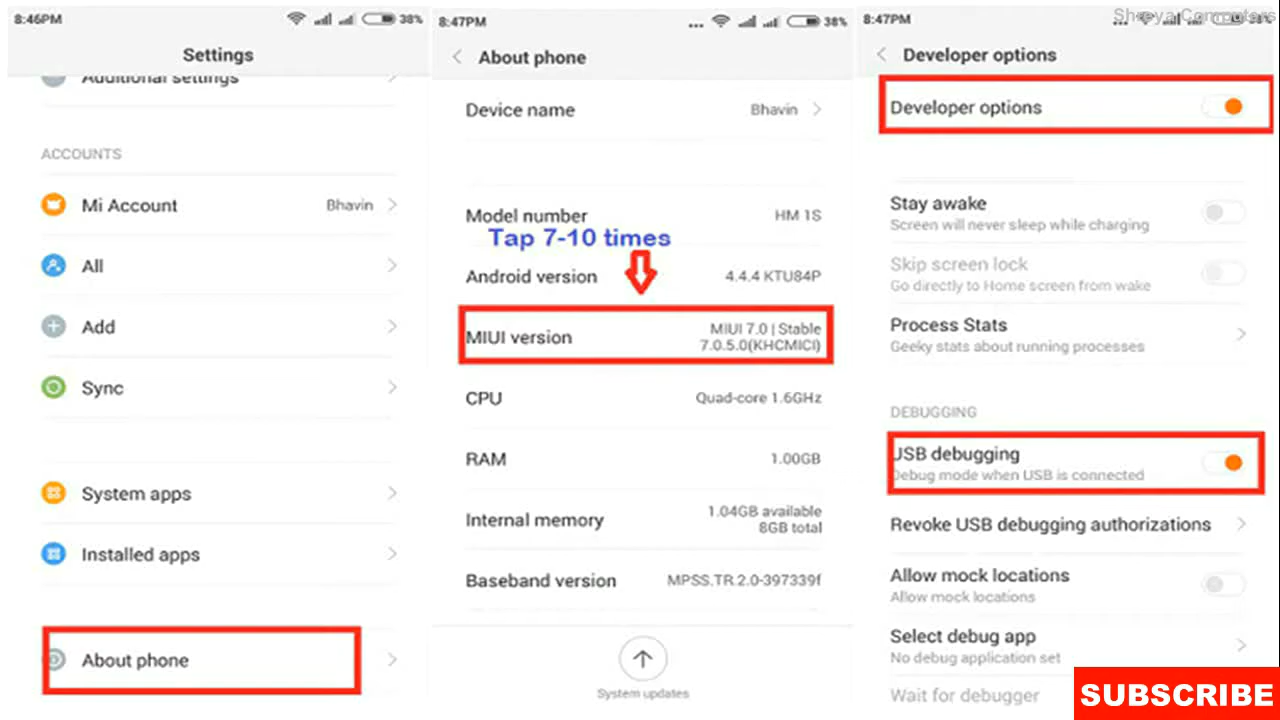 8:46PM
38%
Settings
Additional settings
ACCOUNTS
Mi Account
Bhavin
All
Add
Sync
System apps
Installed apps
About phone
8:47PM
... 38%
About phone
Device name
Bhavin
Model number
HM 1S
Tap 7-10 times
Android version
4.4.4 KTU84P
MIUI version
MIUI 7.0 | Stable
7.0.5.0(KHCMICI)
CPU
Quad-core 1.6GHz
RAM
1.00GB
Internal memory
1.04GB available
8GB total
Baseband version
MPSS.TR.2.0-397339f
System updates
8:47PM
Shreya Computers
38%
Developer options
Developer options
Stay awake
Screen will never sleep while charging
Skip screen lock
Go directly to Home screen from wake
Process Stats
Geeky stats about running processes
DEBUGGING
USB debugging
Debug mode when USB is connected
Revoke USB debugging authorizations
Allow mock locations
Allow mock locations
Select debug app
No debug application set
Wait for debugger
SUBSCRIBE